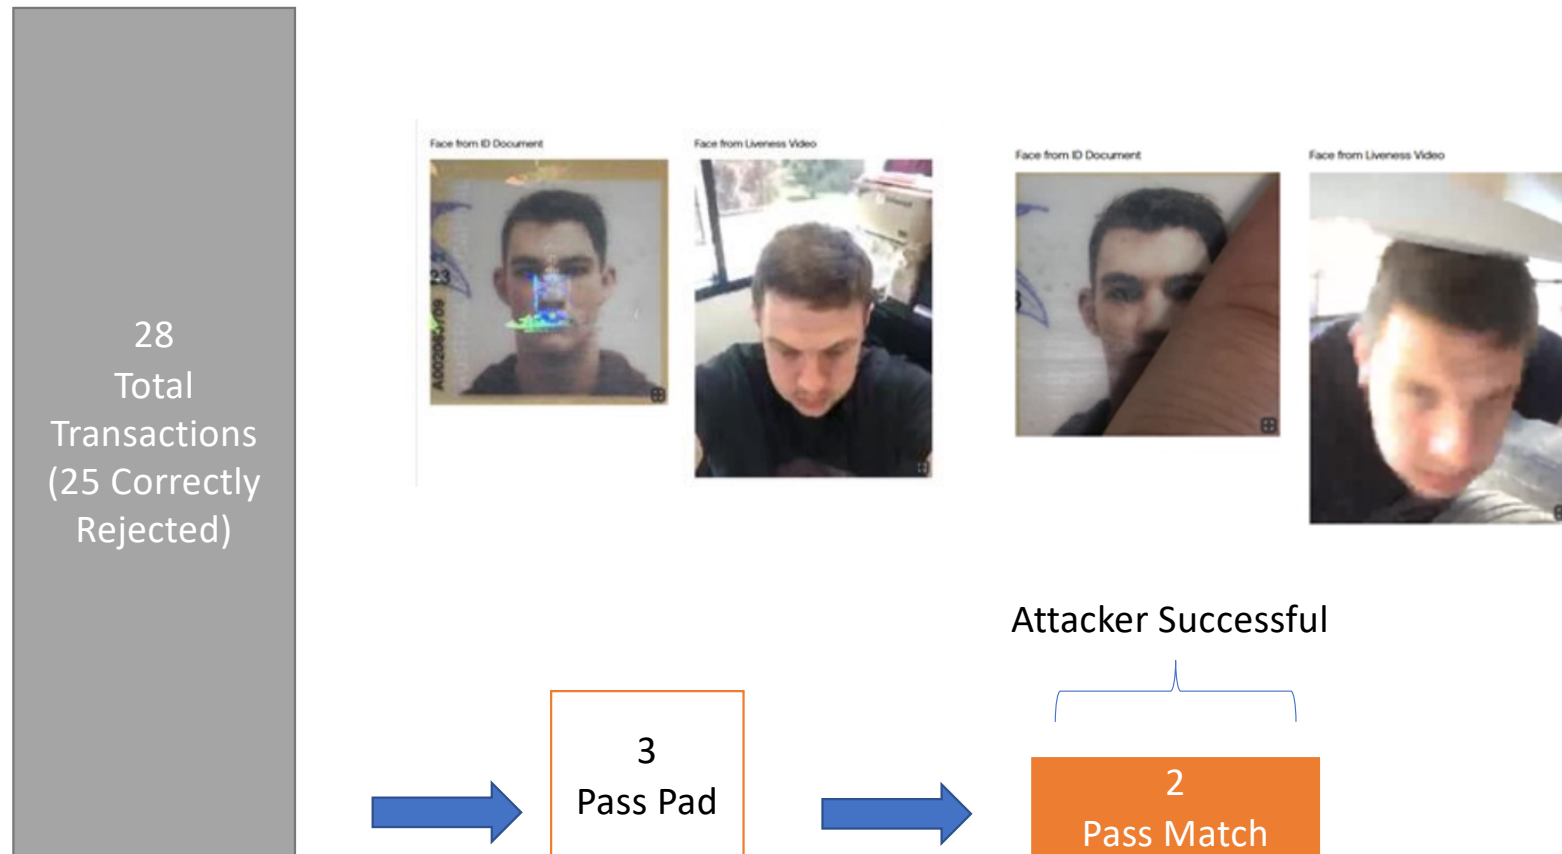 28
Total
Transactions
(25 Correctly
Rejected)
Face from ID Document
Face from Liveness Video
23
Face from ID Document
Face from Liveness Video
Attacker Successful
3
Pass Pad
2
Pass Match